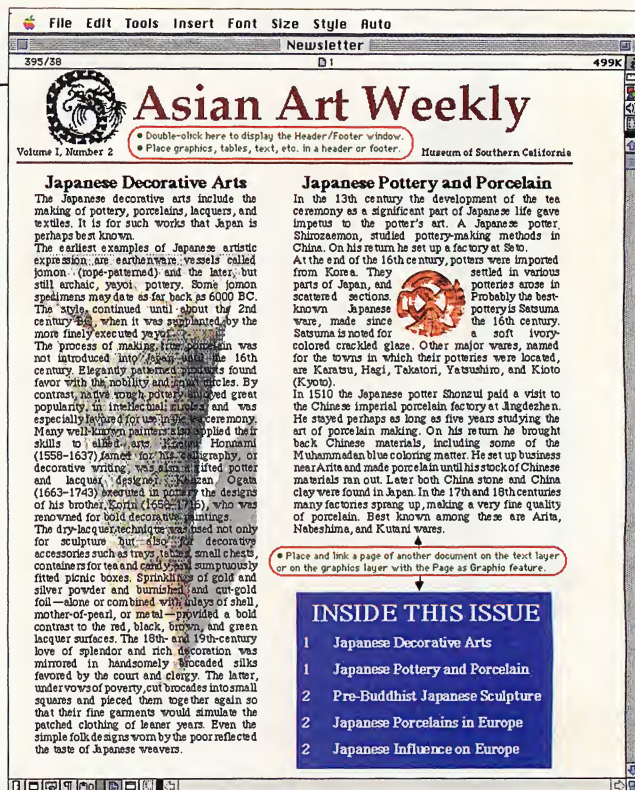 File Edit Tools Insert Font Size Style Auto
Newsletter
395/38
1
499K
Asian Art Weekly
• Double-click here to display the Header/Footer window.
• Place graphics, tables, text, etc. in a header or footer.
Volume I, Number 2
Museum of Southern California
Japanese Decorative Arts
The Japanese decorative arts include the
making of pottery, porcelains, lacquers, and
textiles. It is for such works that Japan is
perhaps best known.
The earliest examples of Japanese artistic
expression are earthenware vessels called
jomon (rope-patterned) and the later, but
still archaic, yayoi pottery. Some jomon
specimens may date as far back as 6000 BC.
The style continued until about the 2nd
century BC, when it was supplanted by the
more finely executed yayoi.
The process of making true porcelain was
not introduced into Japan until the 16th
century. Elegantly patterned products found
favor with the nobility and court circles. By
contrast, native rough pottery enjoyed great
popularity in intellectual circles and was
especially favored for use in the tea ceremony.
Many well-known painters also applied their
skills to allied arts. Koetsu Honnami
(1558–1637), famed for his calligraphy, or
decorative writing, was also a gifted potter
and lacquer designer. Kenzan Ogata
(1663–1743) executed in pottery the designs
of his brother, Korin (1658–1716), who was
renowned for bold decorative paintings.
The dry-lacquer technique was used not only
for sculpture but also for decorative
accessories such as trays, tables, small chests,
containers for tea and candy, and sumptuously
fitted picnic boxes. Sprinklings of gold and
silver powder and burnished and cut-gold
foil—alone or combined with inlays of shell,
mother-of-pearl, or metal—provided a bold
contrast to the red, black, brown, and green
lacquer surfaces. The 18th- and 19th-century
love of splendor and rich decoration was
mirrored in handsomely brocaded silks
favored by the court and clergy. The latter,
under vows of poverty, cut brocades into small
squares and pieced them together again so
that their fine garments would simulate the
patched clothing of leaner years. Even the
simple folk designs worn by the poor reflected
the taste of Japanese weavers.
Japanese Pottery and Porcelain
In the 13th century the development of the tea
ceremony as a significant part of Japanese life gave
impetus to the potter's art. A Japanese potter,
Shirozaemon, studied pottery-making methods in
China. On his return he set up a factory at Seto.
At the end of the 16th century, potters were imported
from Korea. They settled in various
parts of Japan, and potteries arose in
scattered sections. Probably the best-
known Japanese pottery is Satsuma
ware, made since the 16th century.
Satsuma is noted for a soft ivory-
colored crackled glaze. Other major wares, named
for the towns in which their potteries were located,
are Karatsu, Hagi, Takatori, Yatsushiro, and Kioto
(Kyoto).
In 1510 the Japanese potter Shonzui paid a visit to
the Chinese imperial porcelain factory at Jingdezhen.
He stayed perhaps as long as five years studying the
art of porcelain making. On his return he brought
back Chinese materials, including some of the
Muhammadan blue coloring matter. He set up business
near Arita and made porcelain until his stock of Chinese
materials ran out. Later both China stone and China
clay were found in Japan. In the 17th and 18th centuries
many factories sprang up, making a very fine quality
of porcelain. Best known among these are Arita,
Nabeshima, and Kutani wares.
• Place and link a page of another document on the text layer
or on the graphics layer with the Page as Graphic feature.
INSIDE THIS ISSUE
1 Japanese Decorative Arts
1 Japanese Pottery and Porcelain
2 Pre-Buddhist Japanese Sculpture
2 Japanese Porcelains in Europe
2 Japanese Influence on Europe